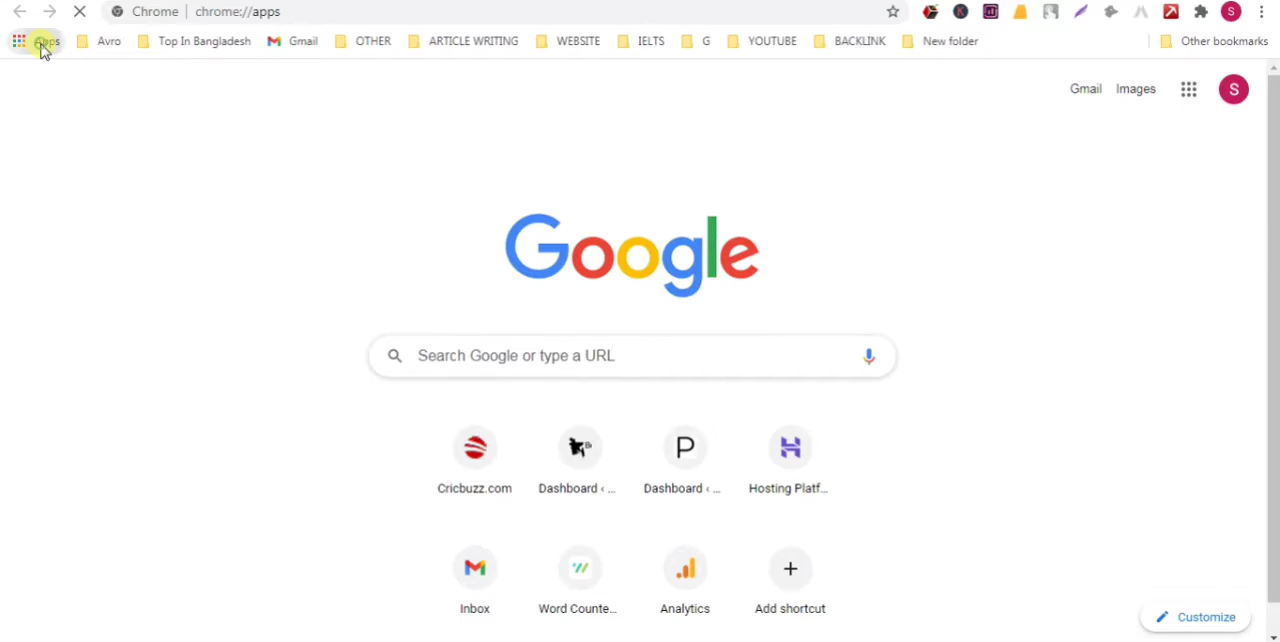 Chrome | chrome://apps
S
Apps Avro Top In Bangladesh Gmail OTHER ARTICLE WRITING WEBSITE IELTS G YOUTUBE BACKLINK New folder Other bookmarks
Gmail Images S
Google
Search Google or type a URL
P
Cricbuzz.com Dashboard ‹ ... Dashboard ‹ ... Hosting Platf...
Inbox Word Counte... Analytics Add shortcut
Customize